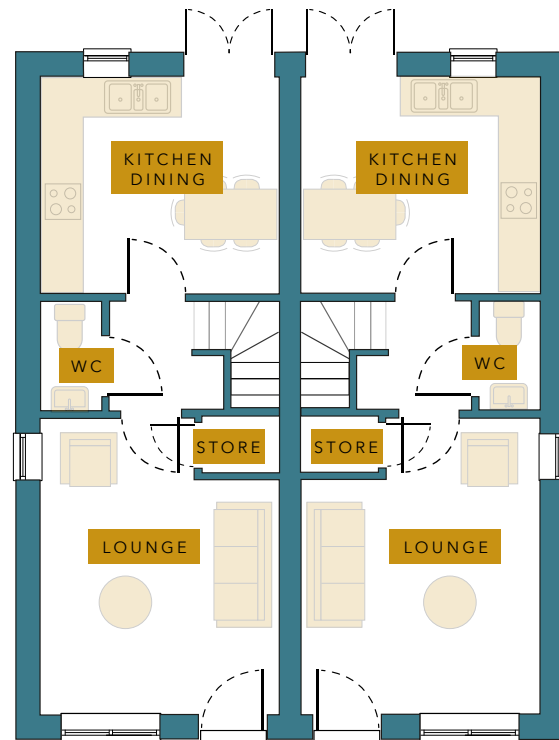 KITCHEN
DINING
KITCHEN
DINING
WC
WC
STORE
STORE
LOUNGE
LOUNGE